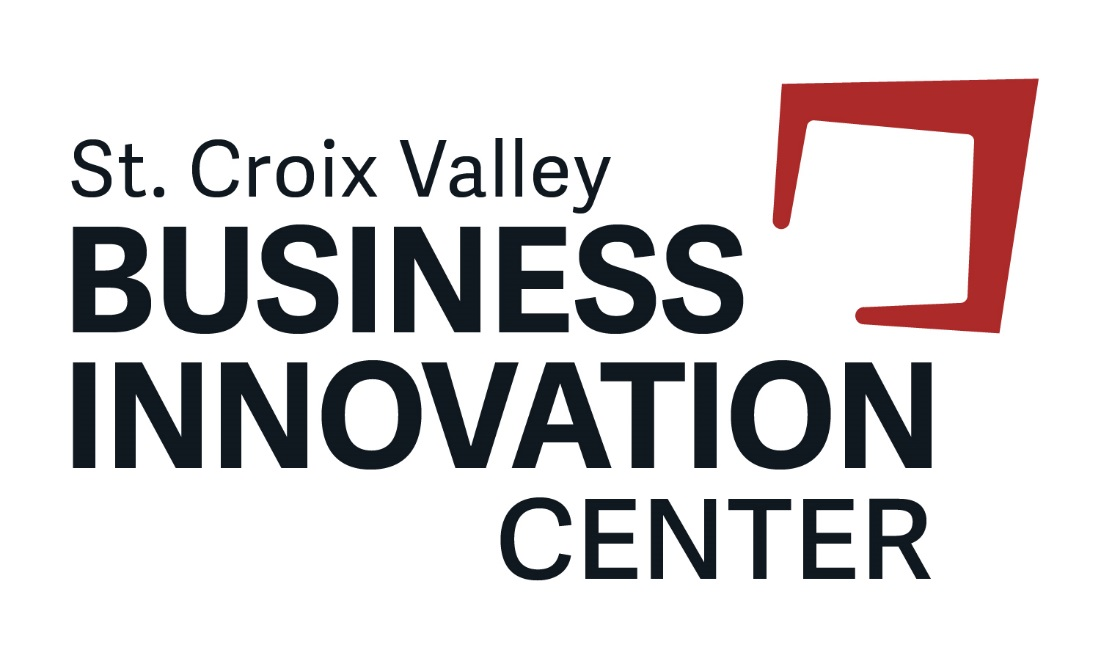 St. Croix Valley
BUSINESS
INNOVATION
CENTER